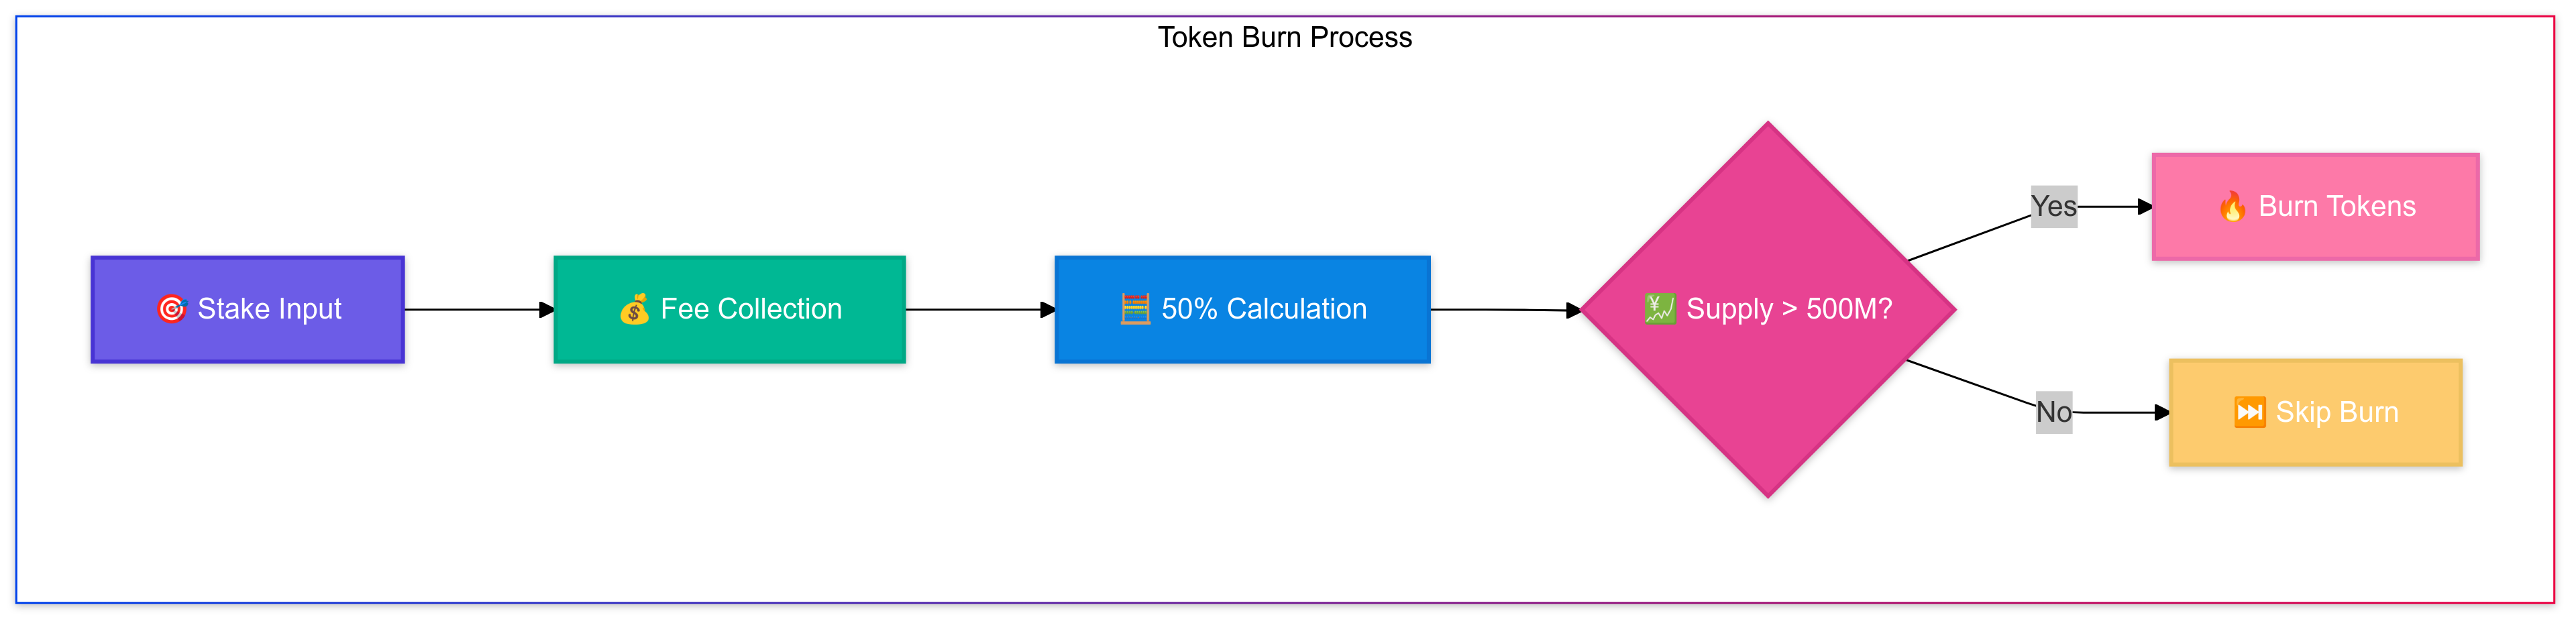 Token Burn Process
🎯 Stake Input
💰 Fee Collection
🧮 50% Calculation
💹 Supply > 500M?
Yes
🔥 Burn Tokens
No
⏭️ Skip Burn